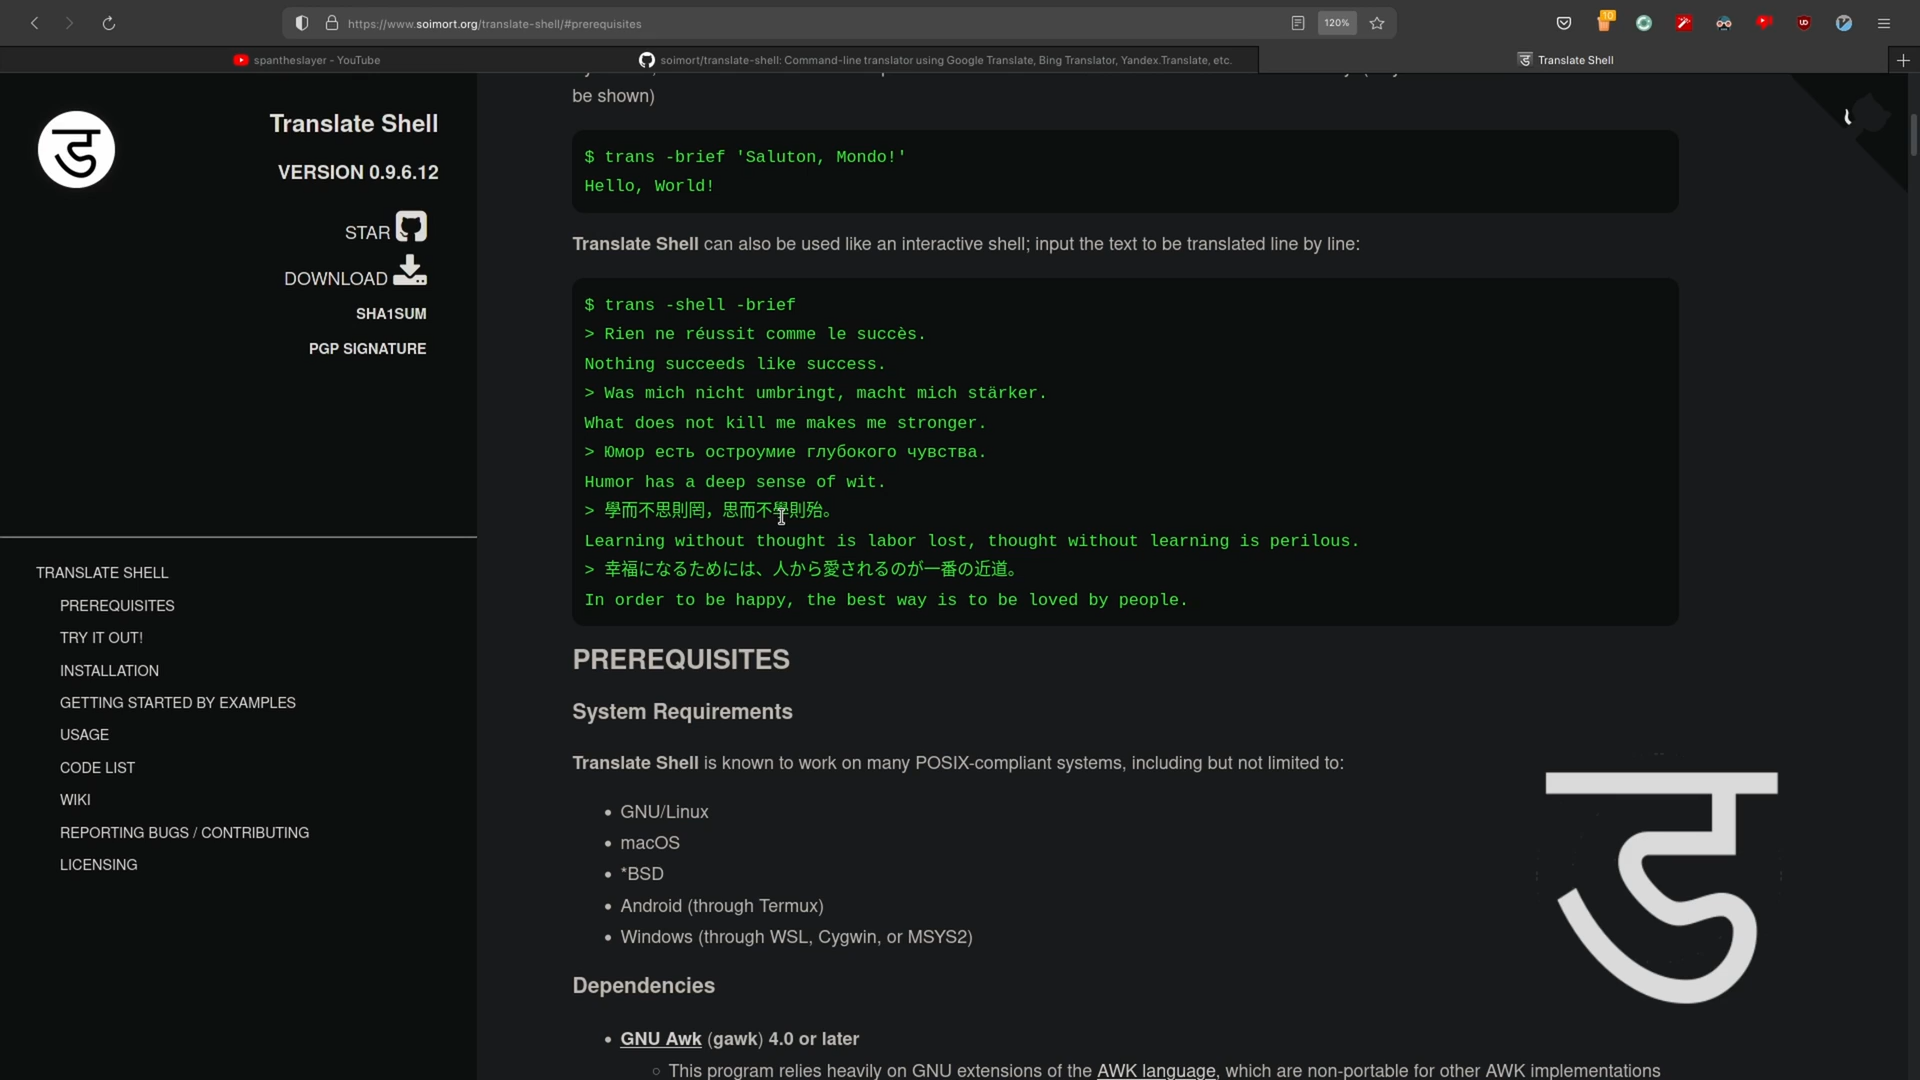 https://www.soimort.org/translate-shell/#prerequisites
120%
10
spantheslayer - YouTube
soimort/translate-shell: Command-line translator using Google Translate, Bing Translator, Yandex.Translate, etc.
Translate Shell
ड
Translate Shell
VERSION 0.9.6.12
STAR
DOWNLOAD
SHA1SUM
PGP SIGNATURE
TRANSLATE SHELL
PREREQUISITES
TRY IT OUT!
INSTALLATION
GETTING STARTED BY EXAMPLES
USAGE
CODE LIST
WIKI
REPORTING BUGS / CONTRIBUTING
LICENSING
be shown)
$ trans -brief 'Saluton, Mondo!'
Hello, World!
Translate Shell can also be used like an interactive shell; input the text to be translated line by line:
$ trans -shell -brief
> Rien ne réussit comme le succès.
Nothing succeeds like success.
> Was mich nicht umbringt, macht mich stärker.
What does not kill me makes me stronger.
> Юмор есть остроумие глубокого чувства.
Humor has a deep sense of wit.
> 學而不思則罔，思而不學則殆。
Learning without thought is labor lost, thought without learning is perilous.
> 幸福になるためには、人から愛されるのが一番の近道。
In order to be happy, the best way is to be loved by people.
PREREQUISITES
System Requirements
Translate Shell is known to work on many POSIX-compliant systems, including but not limited to:
• GNU/Linux
• macOS
• *BSD
• Android (through Termux)
• Windows (through WSL, Cygwin, or MSYS2)
Dependencies
• GNU Awk (gawk) 4.0 or later
○ This program relies heavily on GNU extensions of the AWK language, which are non-portable for other AWK implementations
ड